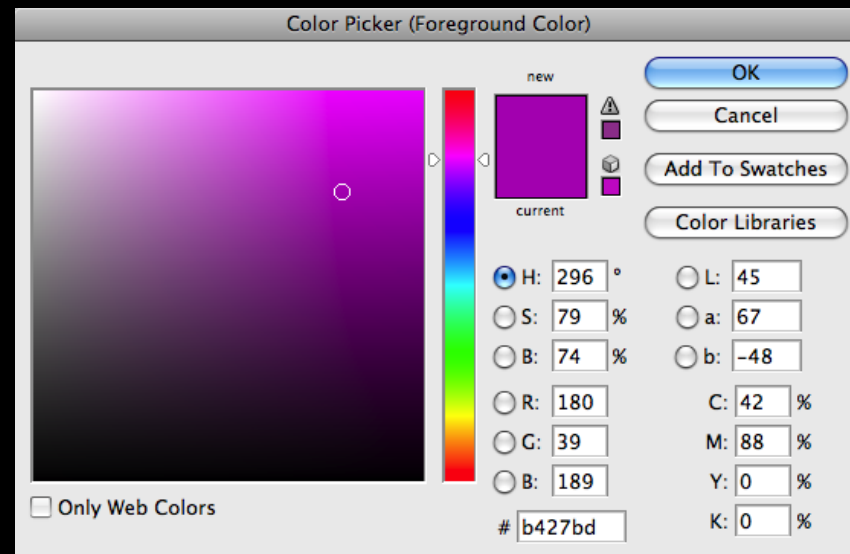 Color Picker (Foreground Color)
new
current
OK
Cancel
Add To Swatches
Color Libraries
H: 296 °
S: 79 %
B: 74 %
R: 180
G: 39
B: 189
# b427bd
L: 45
a: 67
b: -48
C: 42 %
M: 88 %
Y: 0 %
K: 0 %
Only Web Colors